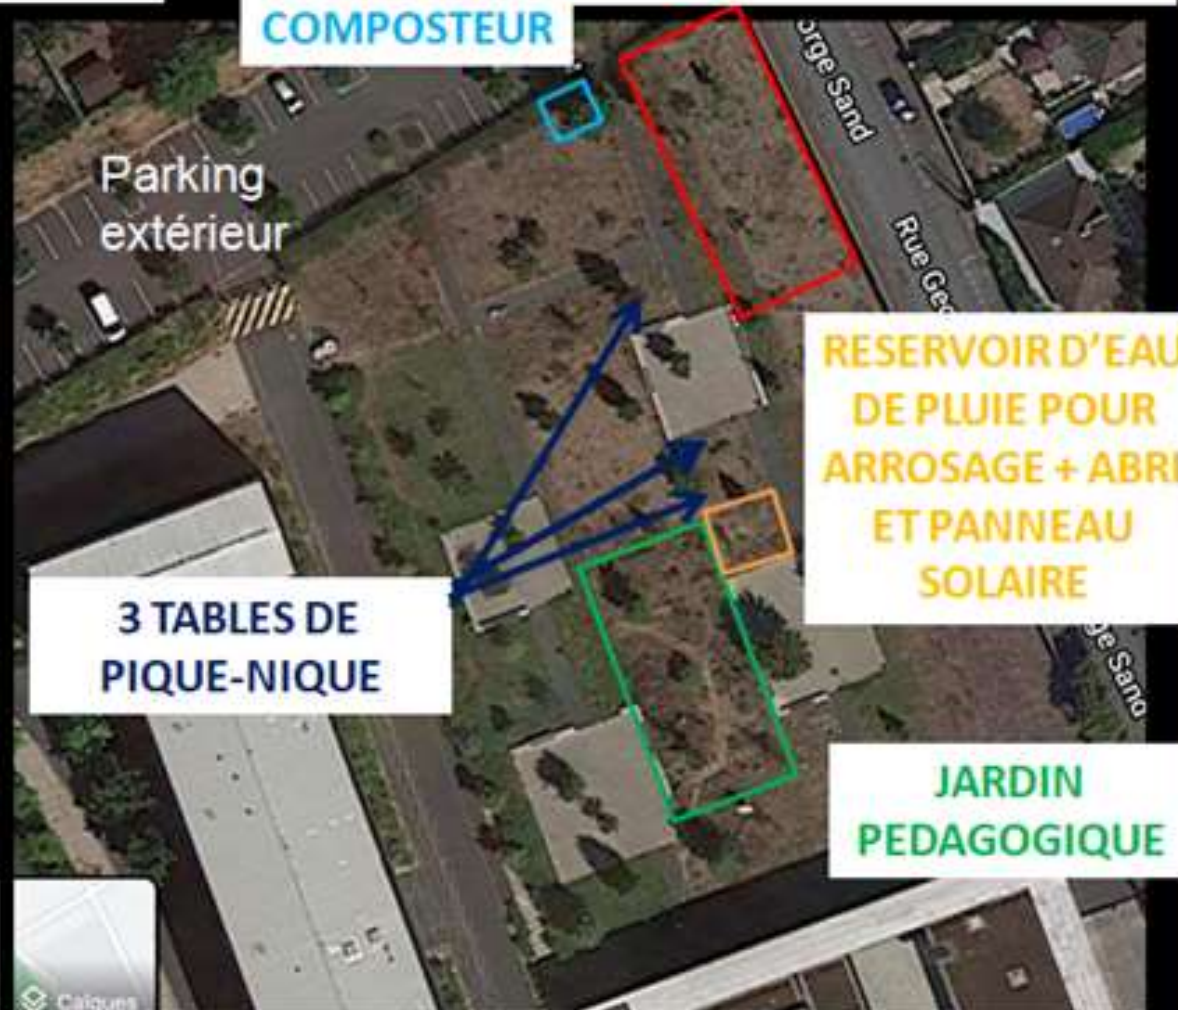 COMPOSTEUR
orge Sand
Parking
extérieur
Rue Geo
RESERVOIR D'EAU
DE PLUIE POUR
ARROSAGE + ABRI
ET PANNEAU
SOLAIRE
3 TABLES DE
PIQUE-NIQUE
ge Sand
JARDIN
PEDAGOGIQUE
Calques